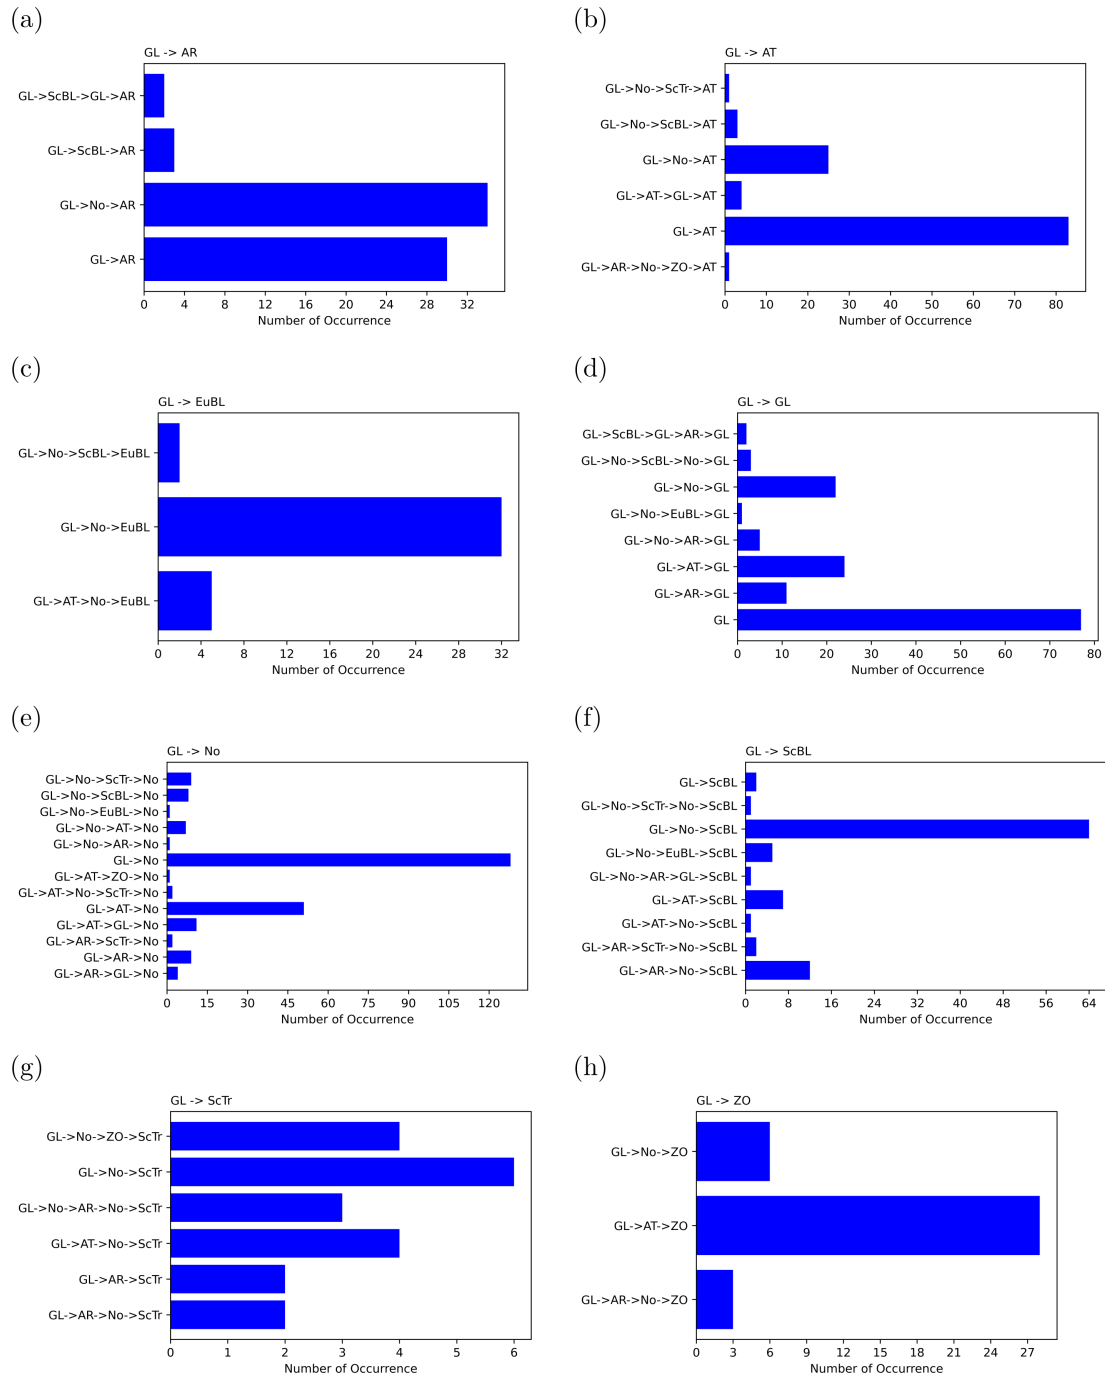 (a)
GL -> AR
GL->ScBL->GL->AR
GL->ScBL->AR
GL->No->AR
GL->AR
0 4 8 12 16 20 24 28 32
Number of Occurrence
(b)
GL -> AT
GL->No->ScTr->AT
GL->No->ScBL->AT
GL->No->AT
GL->AT->GL->AT
GL->AT
GL->AR->No->ZO->AT
0 10 20 30 40 50 60 70 80
Number of Occurrence
(c)
GL -> EuBL
GL->No->ScBL->EuBL
GL->No->EuBL
GL->AT->No->EuBL
0 4 8 12 16 20 24 28 32
Number of Occurrence
(d)
GL -> GL
GL->ScBL->GL->AR->GL
GL->No->ScBL->No->GL
GL->No->GL
GL->No->EuBL->GL
GL->No->AR->GL
GL->AT->GL
GL->AR->GL
GL
0 10 20 30 40 50 60 70 80
Number of Occurrence
(e)
GL -> No
GL->No->ScTr->No
GL->No->ScBL->No
GL->No->EuBL->No
GL->No->AT->No
GL->No->AR->No
GL->No
GL->AT->ZO->No
GL->AT->No->ScTr->No
GL->AT->No
GL->AT->GL->No
GL->AR->ScTr->No
GL->AR->No
GL->AR->GL->No
0 15 30 45 60 75 90 105 120
Number of Occurrence
(f)
GL -> ScBL
GL->ScBL
GL->No->ScTr->No->ScBL
GL->No->ScBL
GL->No->EuBL->ScBL
GL->No->AR->GL->ScBL
GL->AT->ScBL
GL->AT->No->ScBL
GL->AR->ScTr->No->ScBL
GL->AR->No->ScBL
0 8 16 24 32 40 48 56 64
Number of Occurrence
(g)
GL -> ScTr
GL->No->ZO->ScTr
GL->No->ScTr
GL->No->AR->No->ScTr
GL->AT->No->ScTr
GL->AR->ScTr
GL->AR->No->ScTr
0 1 2 3 4 5 6
Number of Occurrence
(h)
GL -> ZO
GL->No->ZO
GL->AT->ZO
GL->AR->No->ZO
0 3 6 9 12 15 18 21 24 27
Number of Occurrence